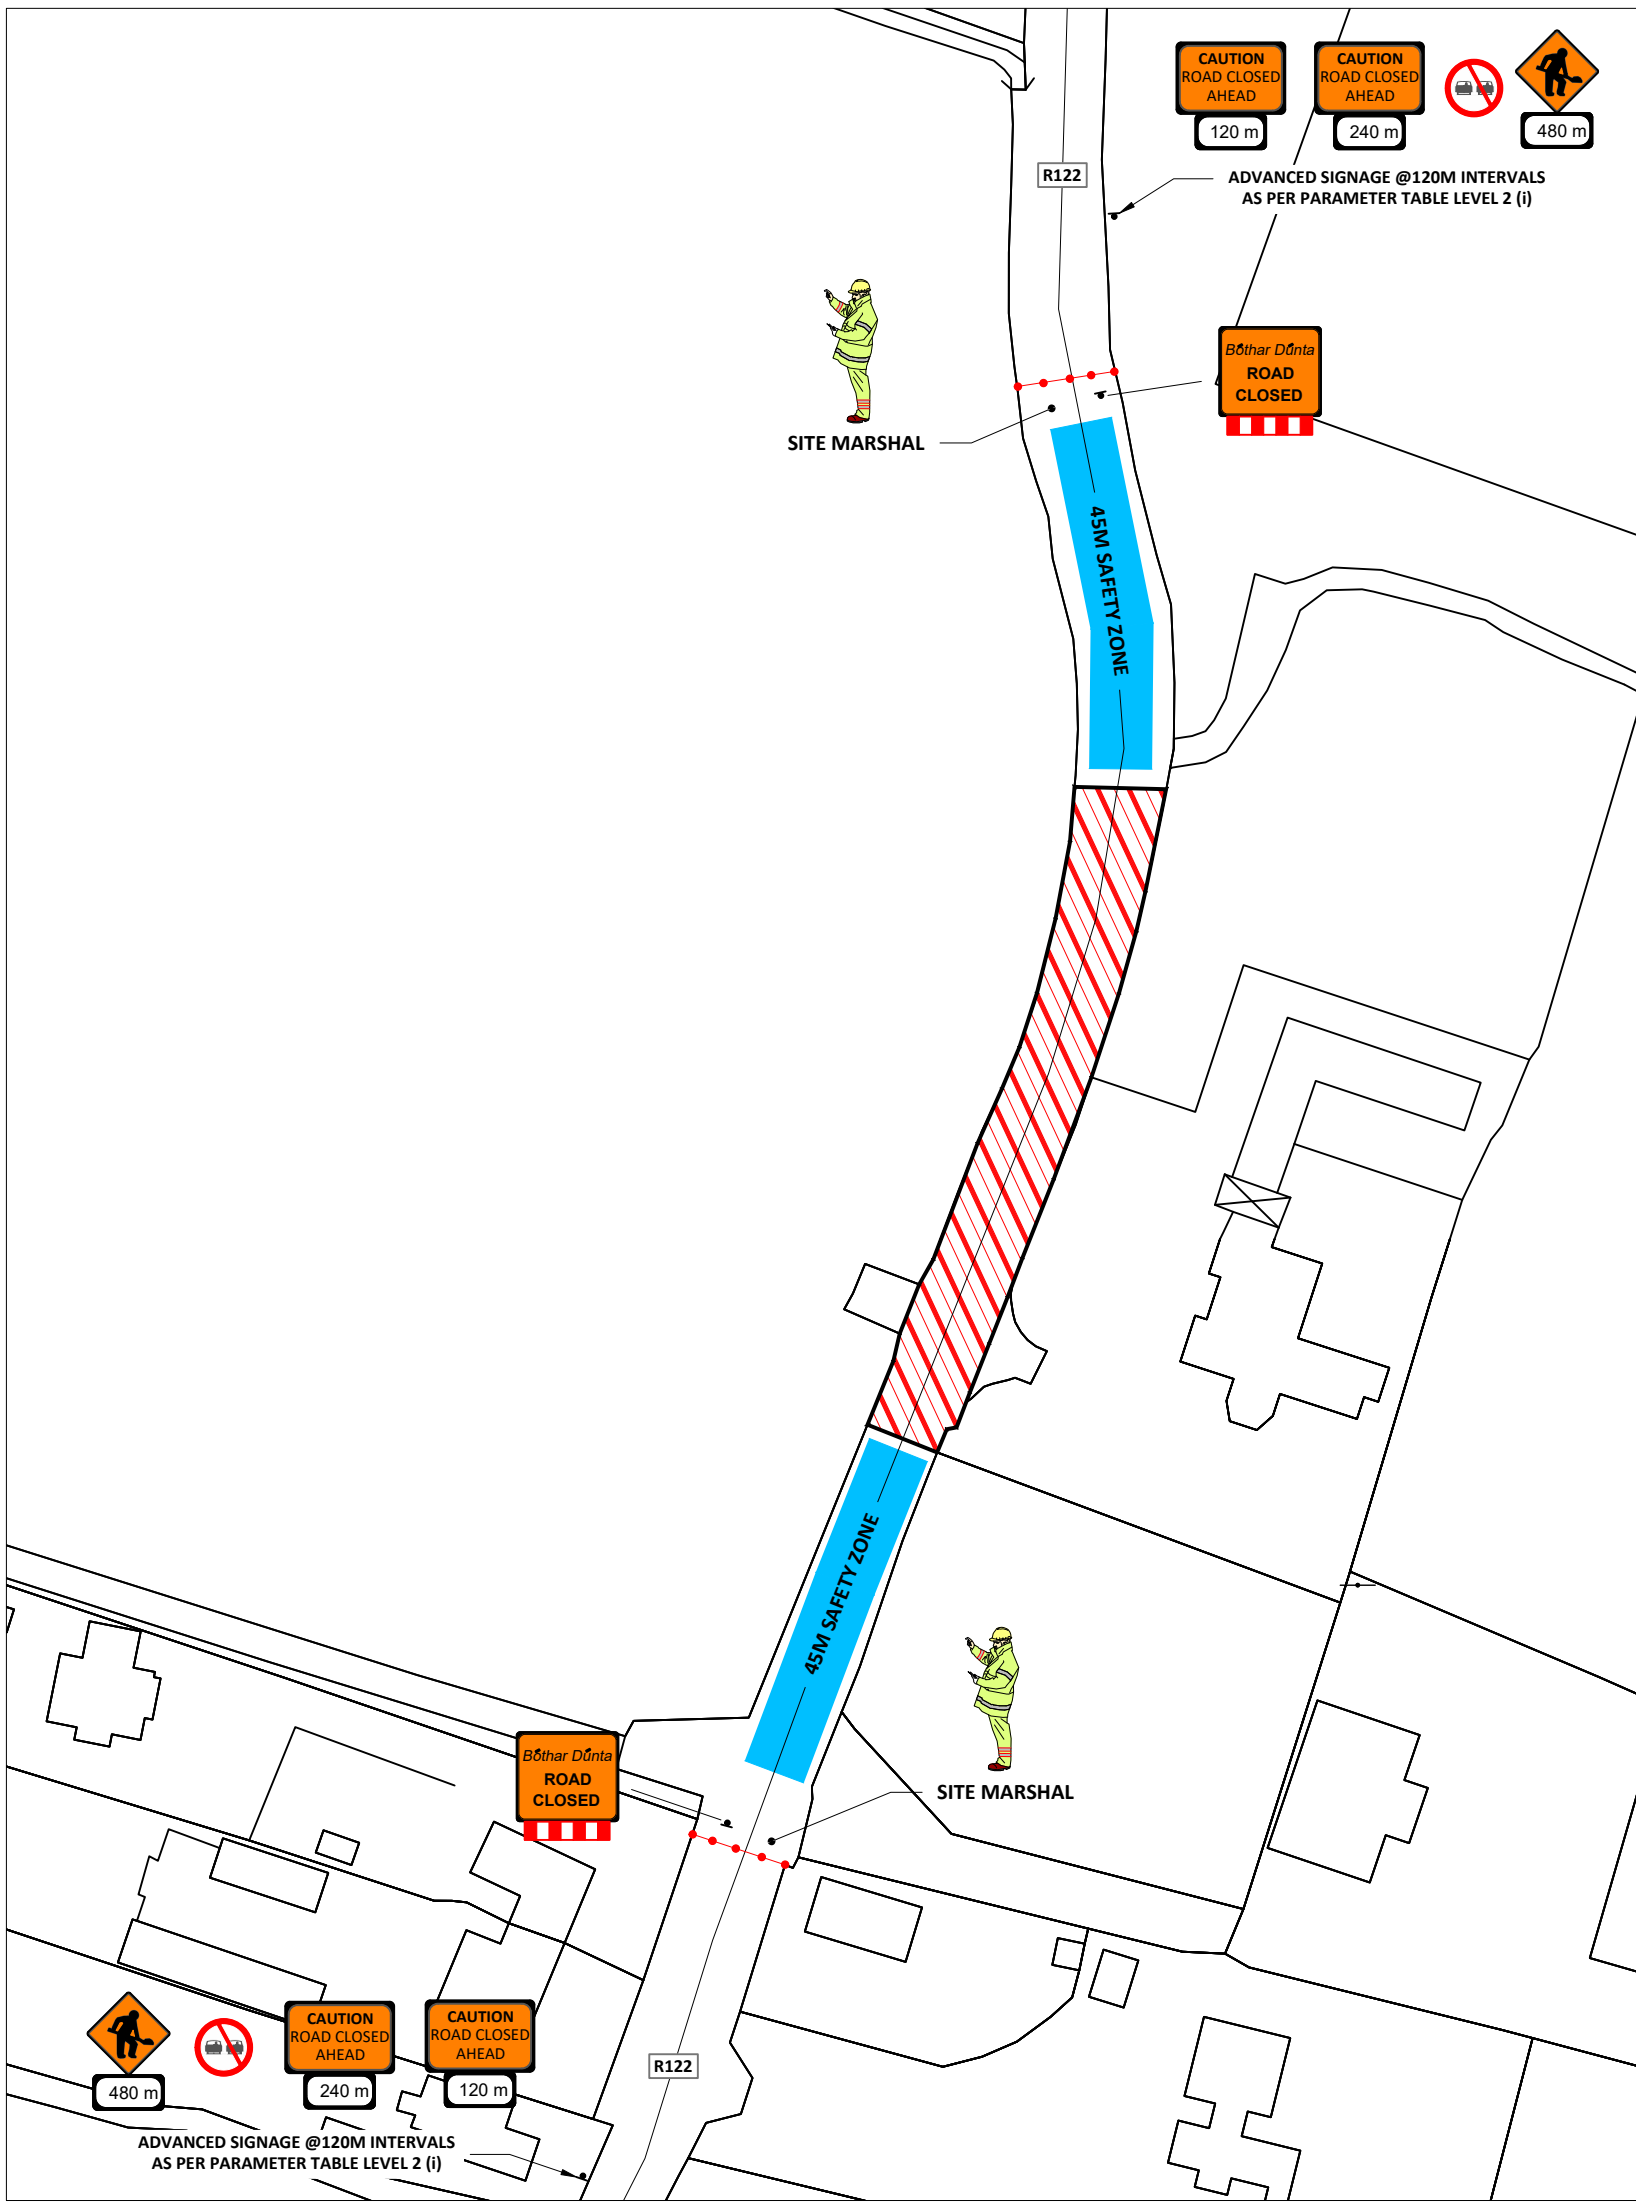 CAUTION
ROAD CLOSED
AHEAD
120 m
CAUTION
ROAD CLOSED
AHEAD
240 m
480 m
ADVANCED SIGNAGE @120M INTERVALS
AS PER PARAMETER TABLE LEVEL 2 (i)
R122
SITE MARSHAL
Bóthar Dúnta
ROAD
CLOSED
45M SAFETY ZONE
45M SAFETY ZONE
SITE MARSHAL
Bóthar Dúnta
ROAD
CLOSED
R122
480 m
CAUTION
ROAD CLOSED
AHEAD
240 m
CAUTION
ROAD CLOSED
AHEAD
120 m
ADVANCED SIGNAGE @120M INTERVALS
AS PER PARAMETER TABLE LEVEL 2 (i)